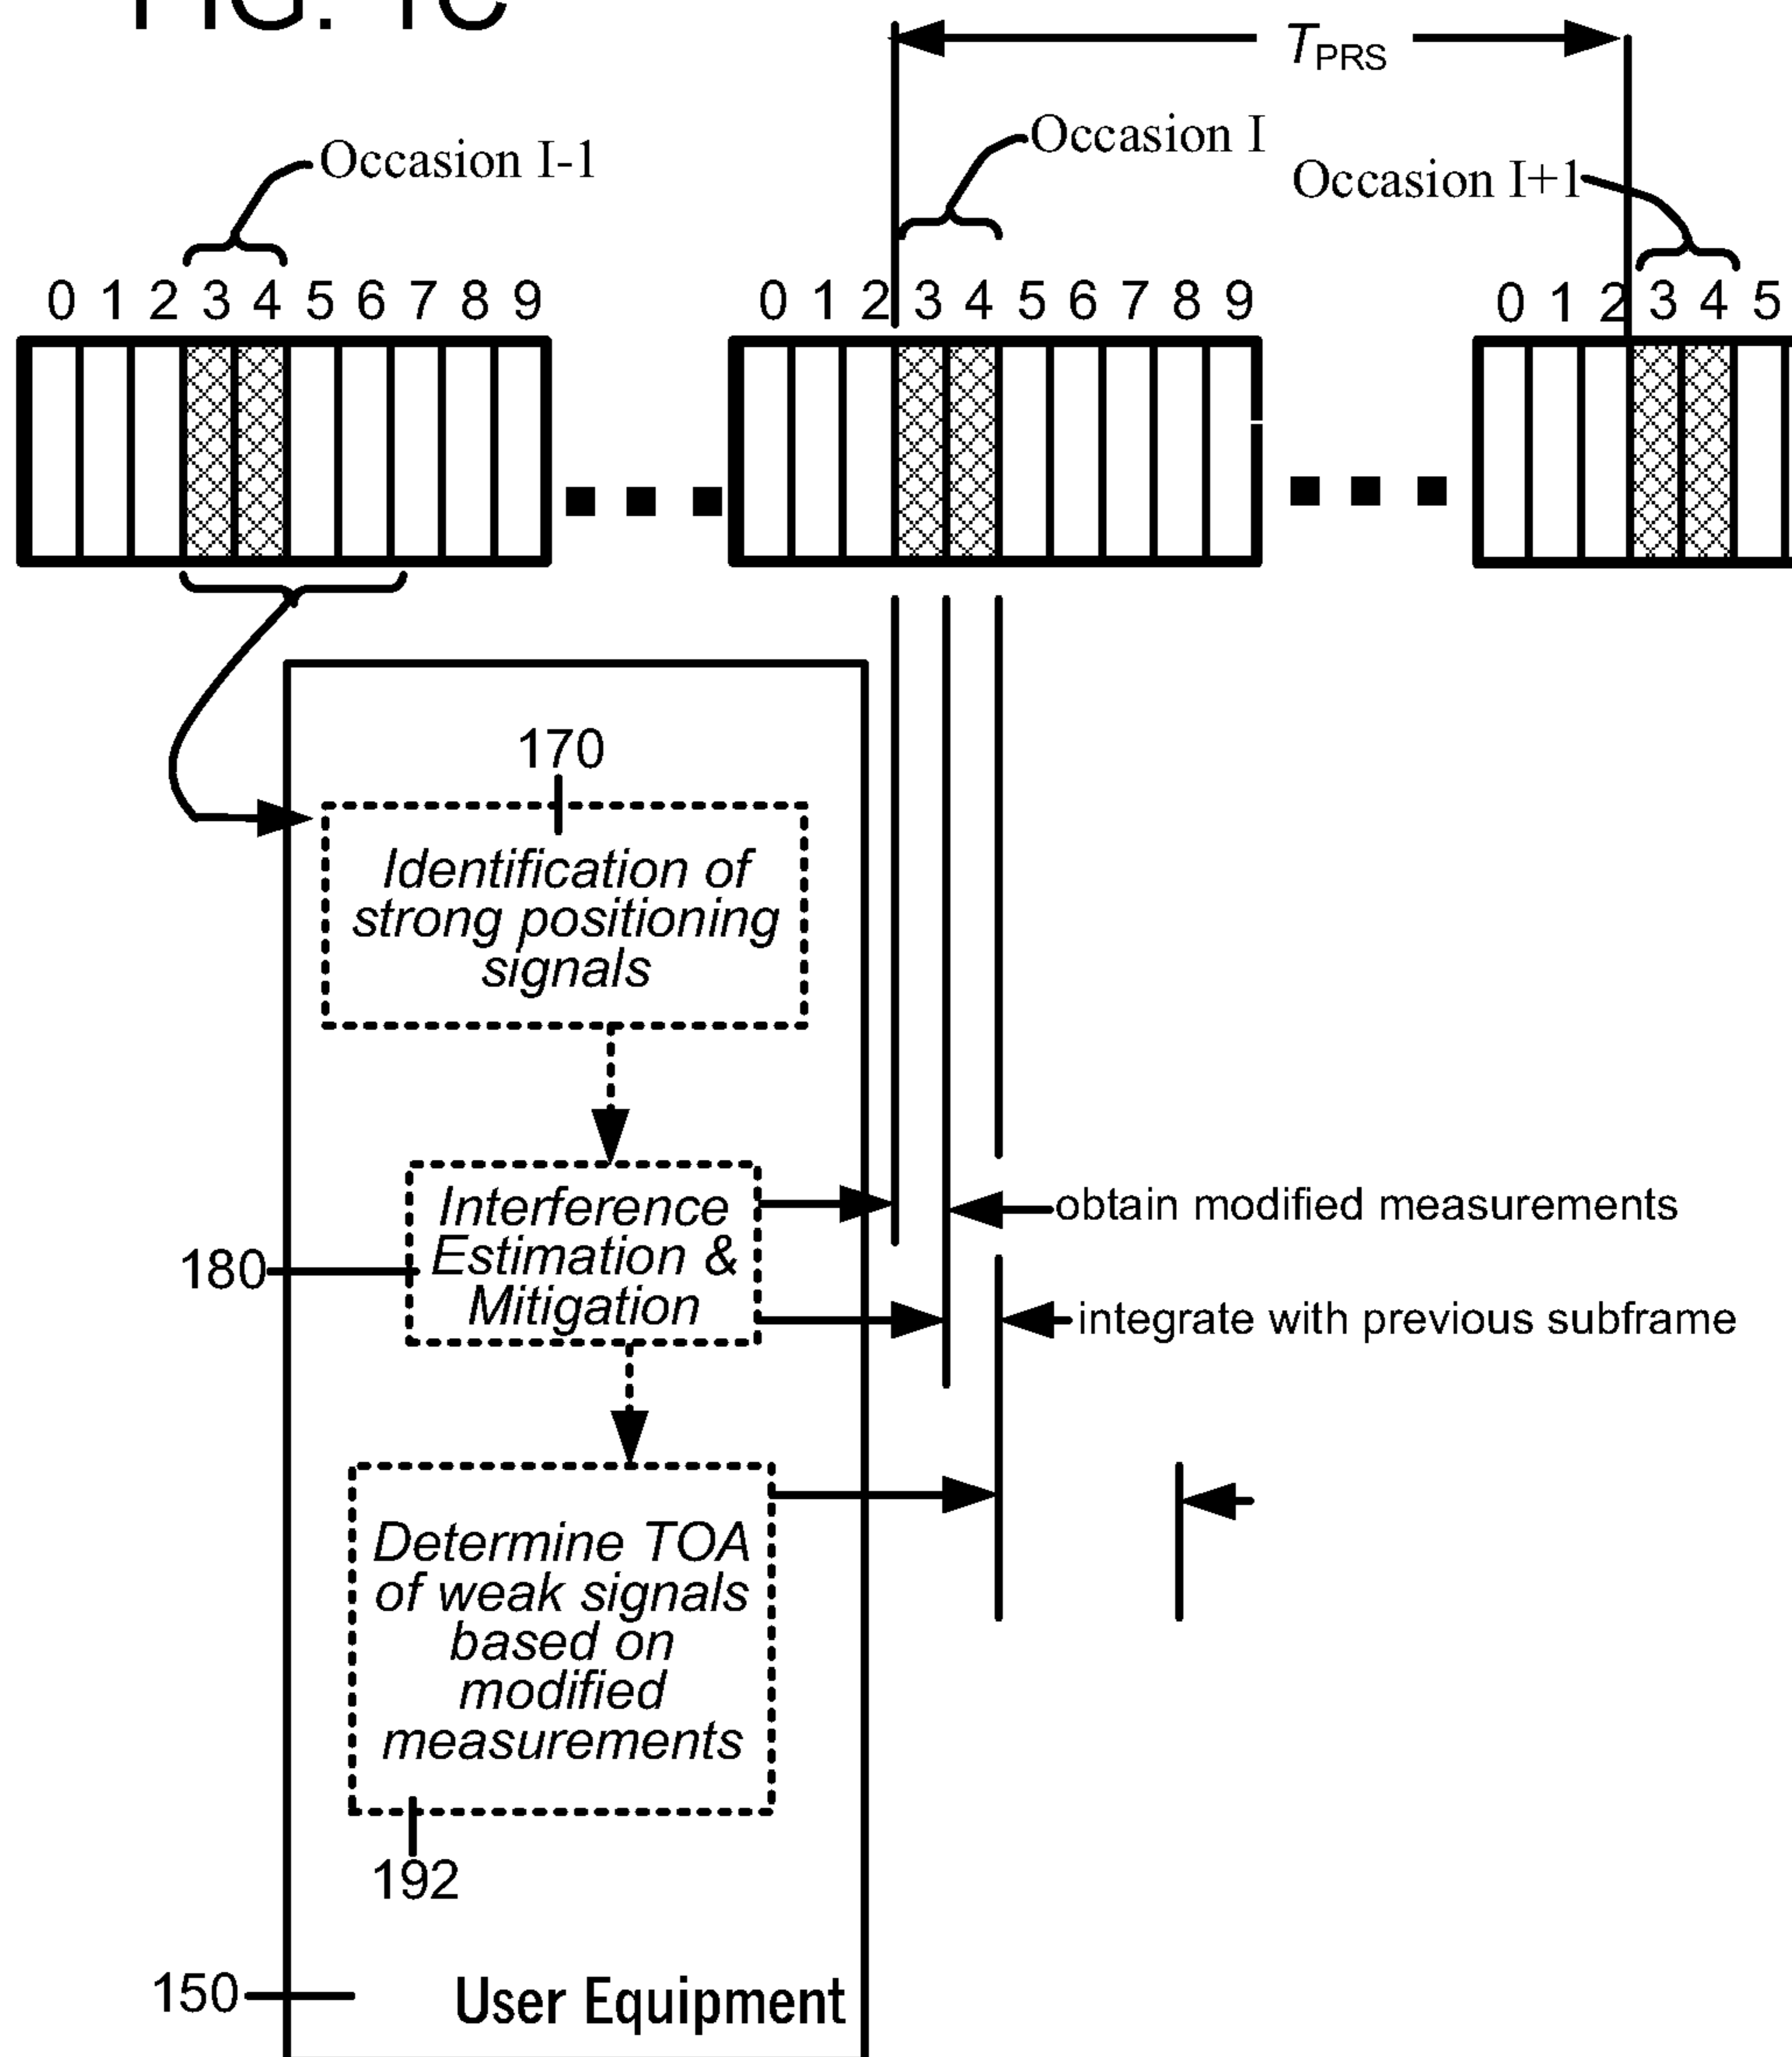 FIG. 1C
T_PRS
Occasion I-1
Occasion I
Occasion I+1
0 1 2 3 4 5 6 7 8 9
0 1 2 3 4 5 6 7 8 9
0 1 2 3 4 5
170
Identification of
strong positioning
signals
180
Interference
Estimation &
Mitigation
obtain modified measurements
integrate with previous subframe
Determine TOA
of weak signals
based on
modified
measurements
192
150
User Equipment